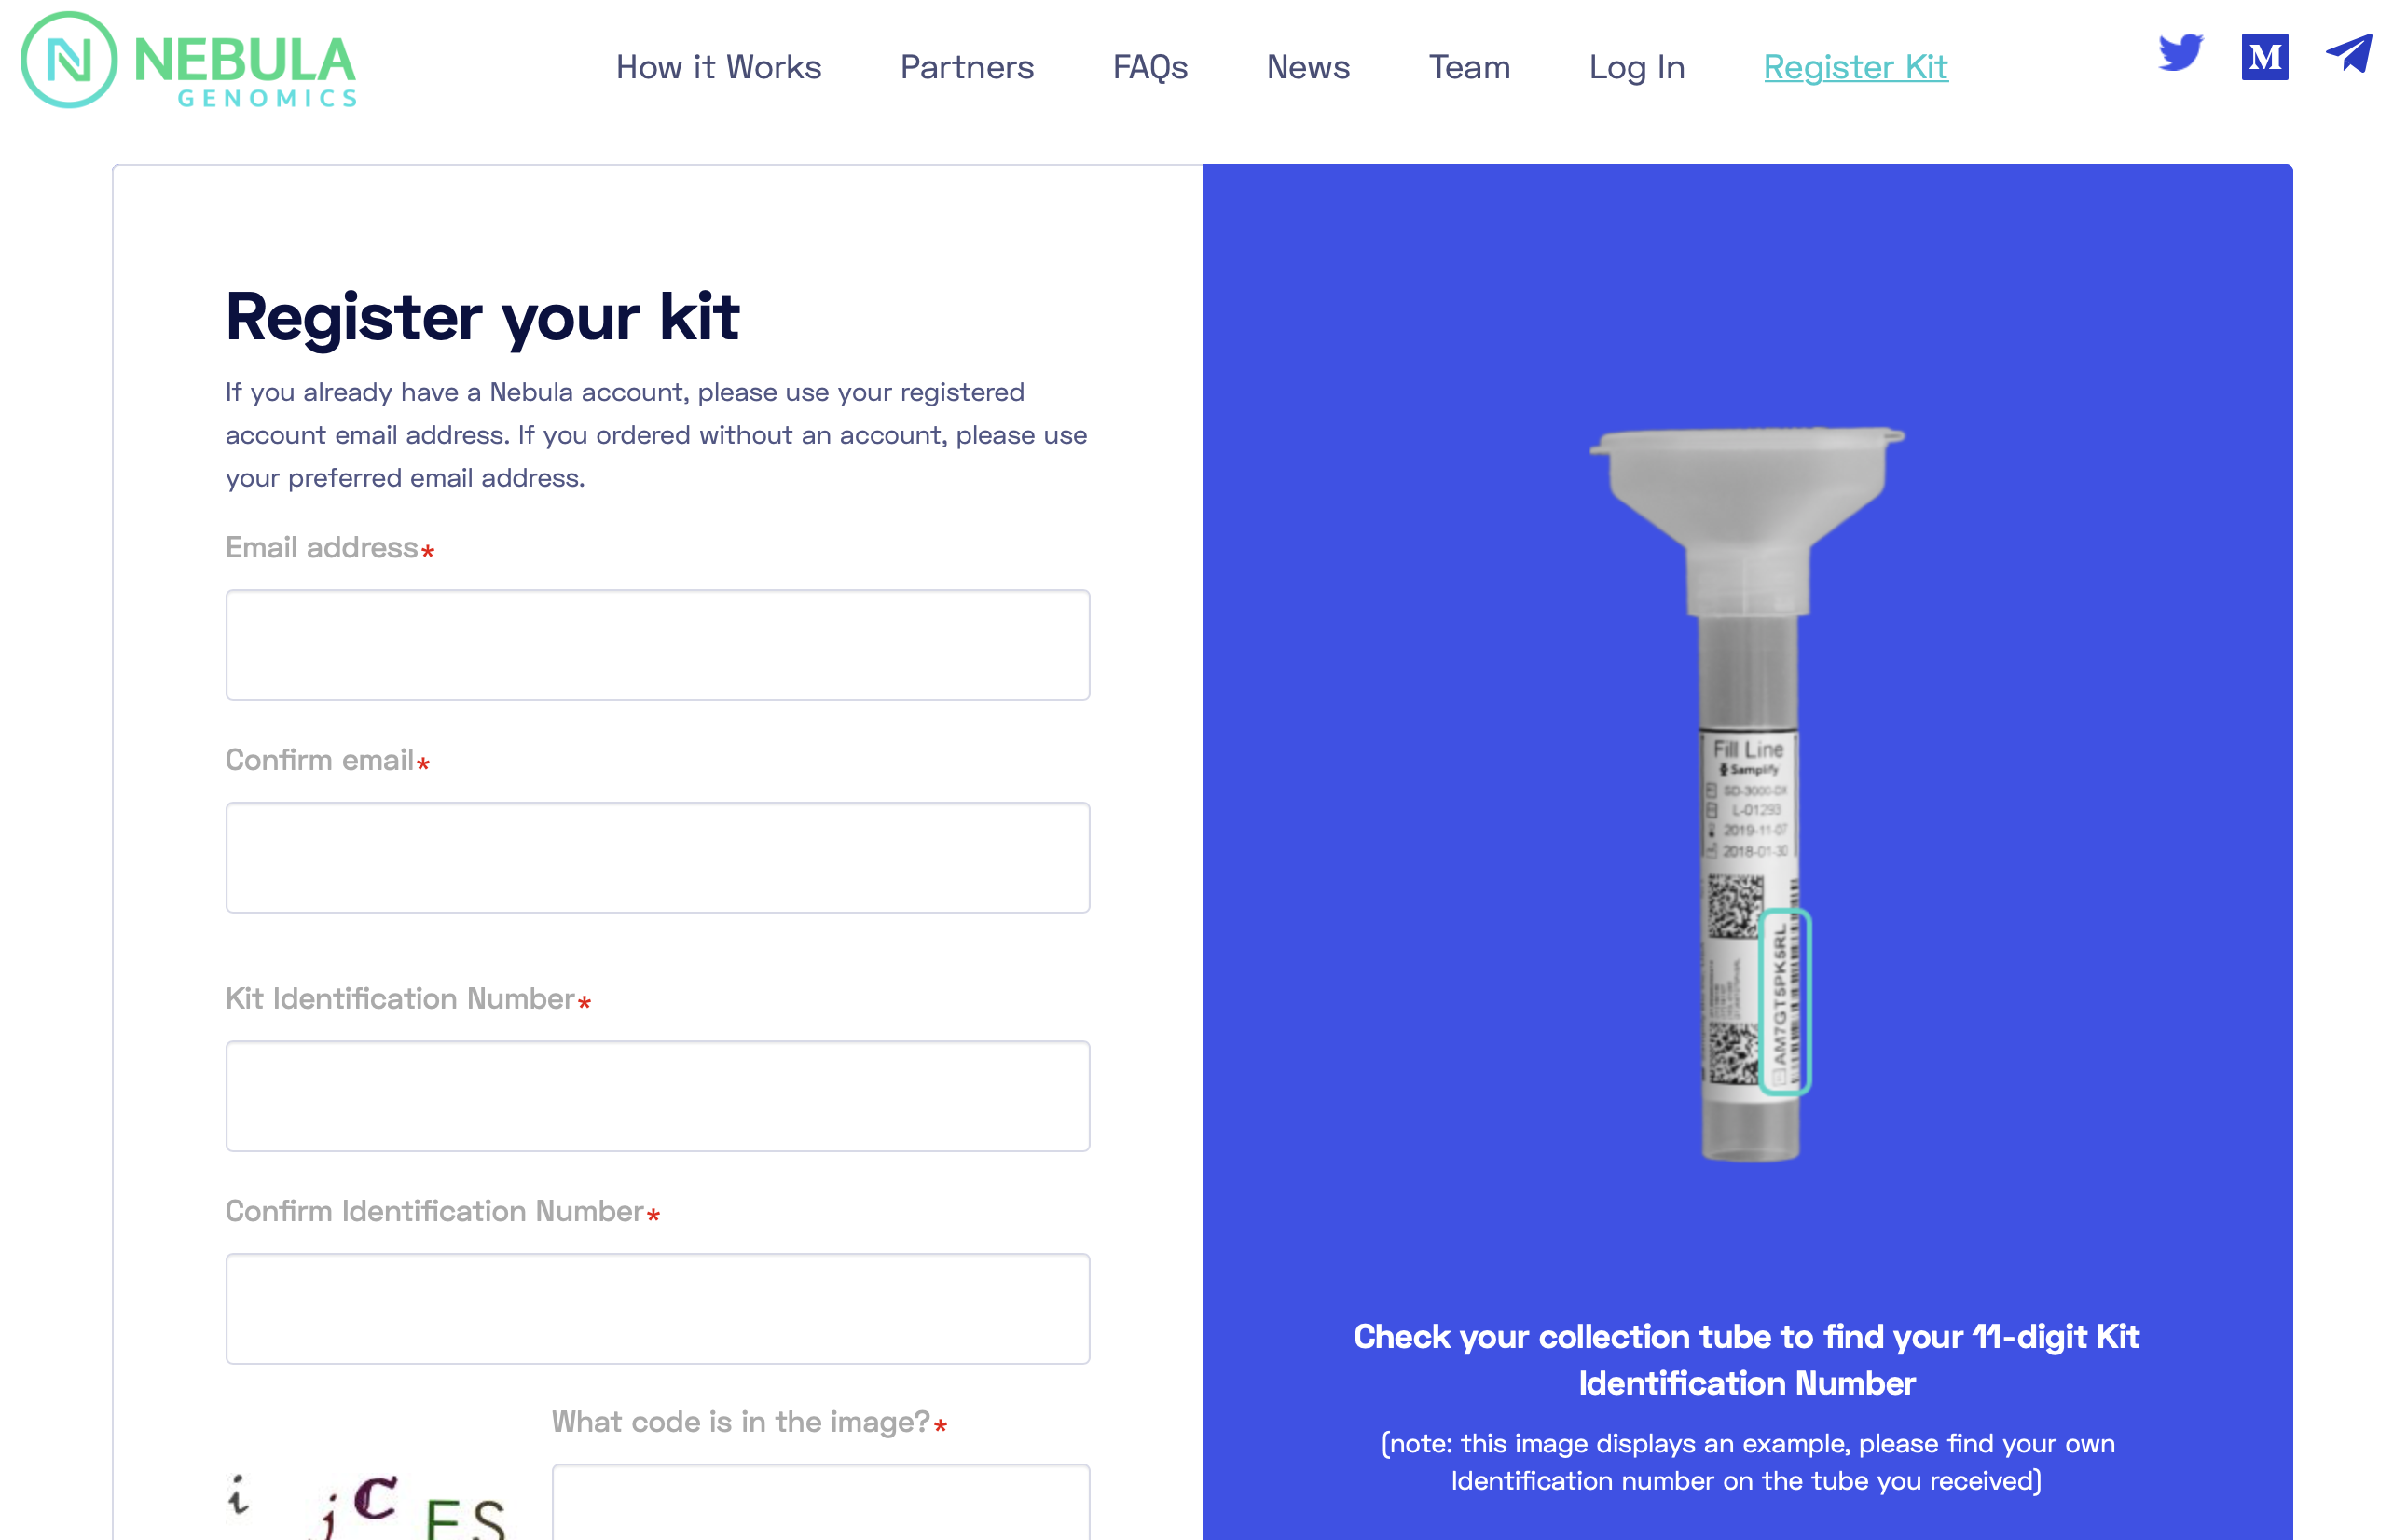 NEBULA
GENOMICS
How it Works
Partners
FAQs
News
Team
Log In
Register Kit
Register your kit
If you already have a Nebula account, please use your registered
account email address. If you ordered without an account, please use
your preferred email address.
Email address*
Confirm email*
Kit Identification Number*
Confirm Identification Number*
What code is in the image?*
i j C E S
Fill Line
Samplify
SD-3000-DX
L-01293
2019-11-07
2018-01-30
AM7GT5PK5RL
Check your collection tube to find your 11-digit Kit
Identification Number
(note: this image displays an example, please find your own
Identification number on the tube you received)